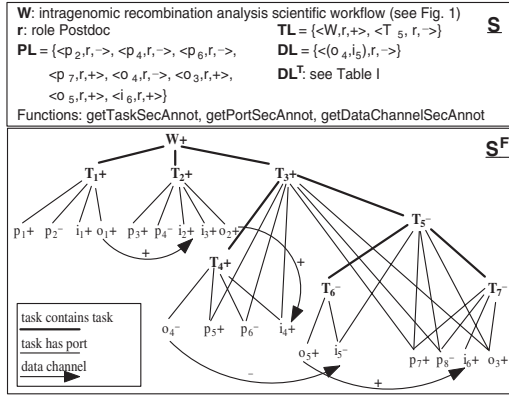 W: intragenomic recombination analysis scientific workflow (see Fig. 1)
S
r: role Postdoc
TL = {<W,r,+>, <T 5, r,->}
PL = {<p2,r,->, <p4,r,->, <p6,r,->,
DL = {<(o4,i5),r,->}
<p7,r,+>, <o4,r,->, <o3,r,+>,
DL^T: see Table I
<o5,r,+>, <i6,r,+>}
Functions: getTaskSecAnnot, getPortSecAnnot, getDataChannelSecAnnot
S^F
W+
T1+ T2+ T3+
T5-
p1+ p2- i1+ o1+ p3+ p4- i2+ i3+ o2+
+ +
T4+ T6- T7-
o4- p5+ p6- i4+
o5+ i5- p7+ p8- i6+ o3+
- +
task contains task
task has port
data channel